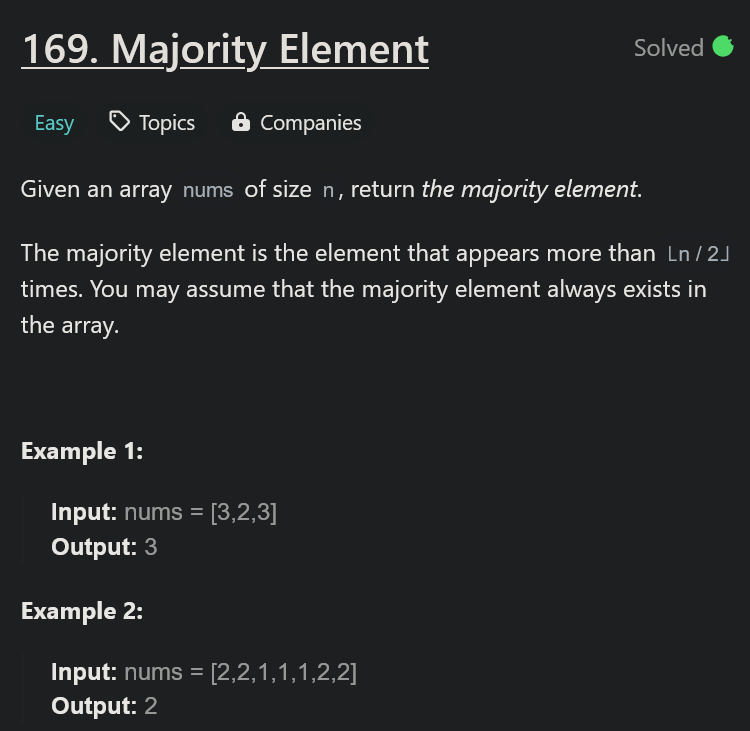 169. Majority Element
Solved
Easy
Topics
Companies
Given an array nums of size n, return the majority element.
The majority element is the element that appears more than ⌊n / 2⌋
times. You may assume that the majority element always exists in
the array.
Example 1:
Input: nums = [3,2,3]
Output: 3
Example 2:
Input: nums = [2,2,1,1,1,2,2]
Output: 2